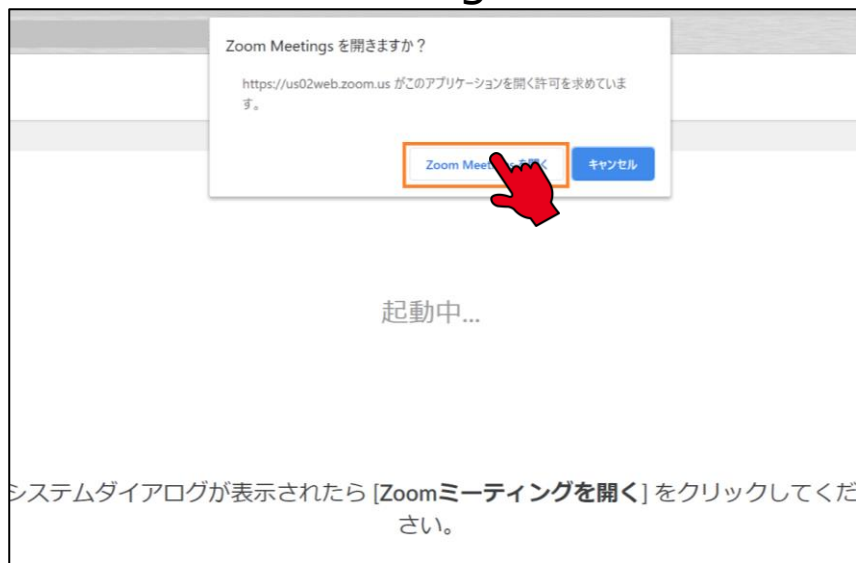 Zoom Meetings を開きますか？
https://us02web.zoom.us がこのアプリケーションを開く許可を求めていま
す。
Zoom Mee
キャンセル
起動中...
システムダイアログが表示されたら [Zoomミーティングを開く] をクリックしてくだ
さい。